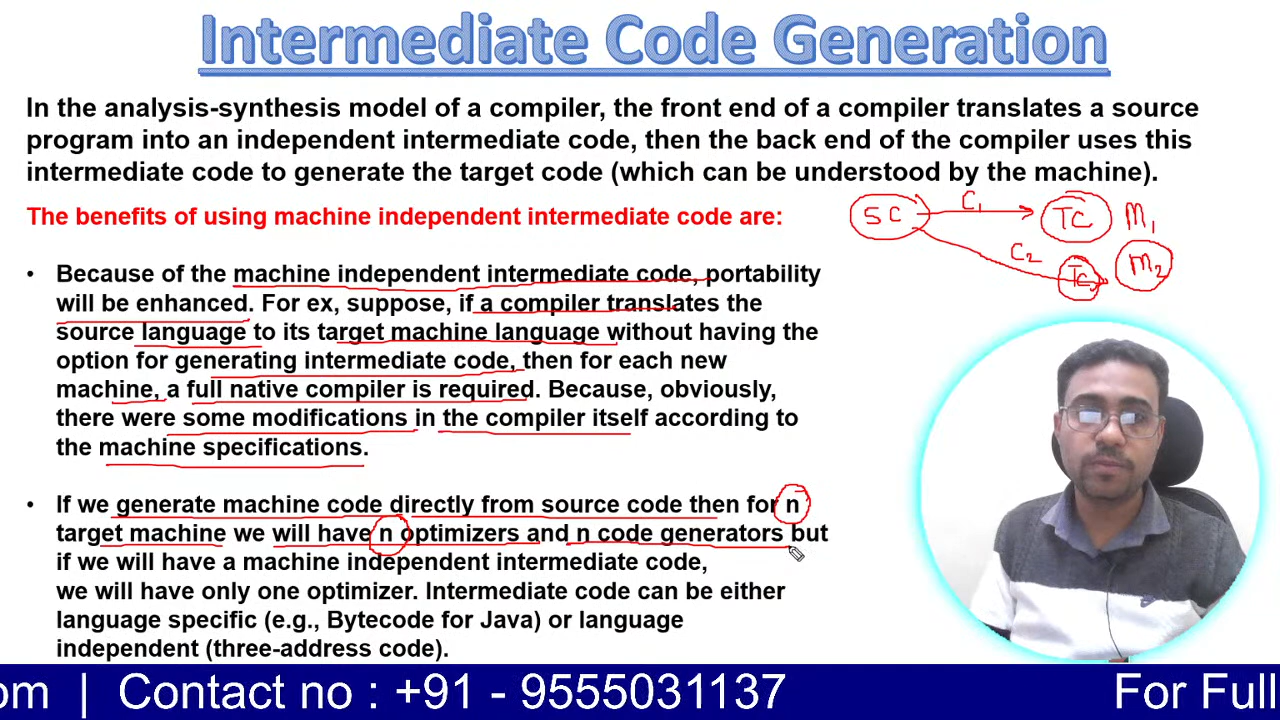 Intermediate Code Generation
In the analysis-synthesis model of a compiler, the front end of a compiler translates a source
program into an independent intermediate code, then the back end of the compiler uses this
intermediate code to generate the target code (which can be understood by the machine).
The benefits of using machine independent intermediate code are:
SC C1 TC M1
C2 TC M2
• Because of the machine independent intermediate code, portability
will be enhanced. For ex, suppose, if a compiler translates the
source language to its target machine language without having the
option for generating intermediate code, then for each new
machine, a full native compiler is required. Because, obviously,
there were some modifications in the compiler itself according to
the machine specifications.
• If we generate machine code directly from source code then for n
target machine we will have n optimizers and n code generators but
if we will have a machine independent intermediate code,
we will have only one optimizer. Intermediate code can be either
language specific (e.g., Bytecode for Java) or language
independent (three-address code).
om | Contact no : +91 - 9555031137 For Full